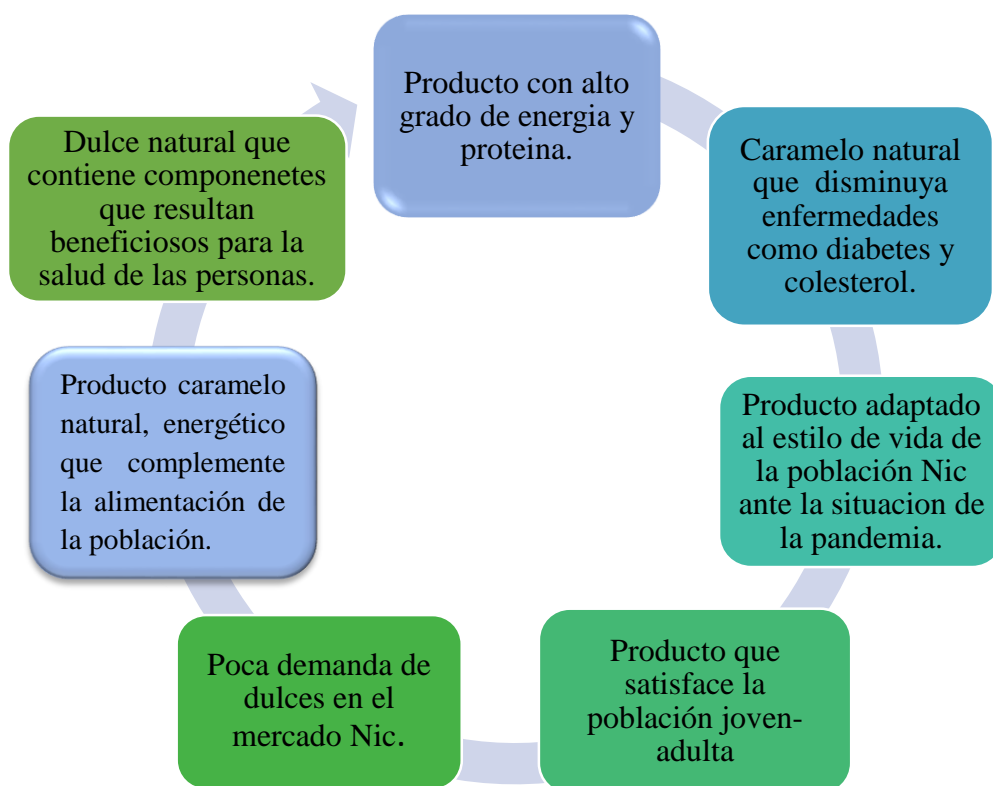 Producto con alto
grado de energia y
proteina.
Caramelo natural
que disminuya
enfermedades
como diabetes y
colesterol.
Producto adaptado
al estilo de vida de
la población Nic
ante la situacion de
la pandemia.
Producto que
satisface la
población joven-
adulta
Poca demanda de
dulces en el
mercado Nic.
Producto caramelo
natural, energético
que complemente
la alimentación de
la población.
Dulce natural que
contiene componenetes
que resultan
beneficiosos para la
salud de las personas.